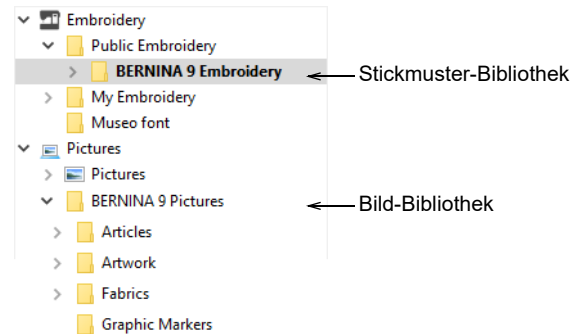 Embroidery
Public Embroidery
BERNINA 9 Embroidery
Stickmuster-Bibliothek
My Embroidery
Museo font
Pictures
Pictures
BERNINA 9 Pictures
Bild-Bibliothek
Articles
Artwork
Fabrics
Graphic Markers